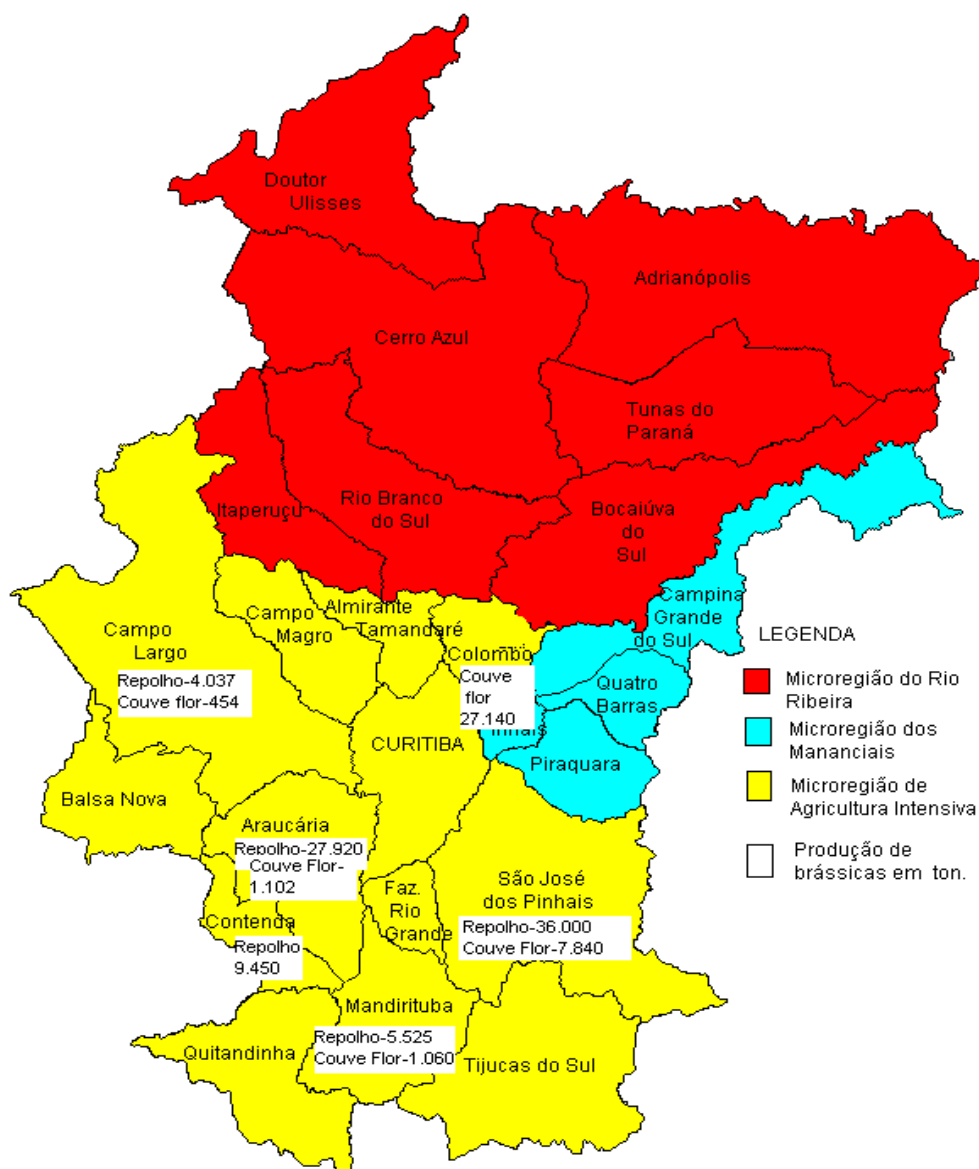 Doutor
Ulisses
Adrianópolis
Cerro Azul
Tunas do
Paraná
Itaperuçu
Rio Branco
do Sul
Bocaiúva
do
Sul
Campo
Largo
Repolho-4.037
Couve flor-454
Campo
Magro
Almirante
Tamandaré
Colombo
Couve
flor
27.140
Campina
Grande
do Sul
Quatro
Barras
Piraquara
CURITIBA
Balsa Nova
Araucária
Repolho-27.920
Couve Flor-
1.102
Contenda
Repolho
9.450
Faz.
Rio
Grande
São José
dos Pinhais
Repolho-36.000
Couve Flor-7.840
Mandirituba
Repolho-5.525
Couve Flor-1.060
Quitandinha
Tijucas do Sul
LEGENDA
Microregião do Rio
Ribeira
Microregião dos
Mananciais
Microregião de
Agricultura Intensiva
Produção de
brássicas em ton.